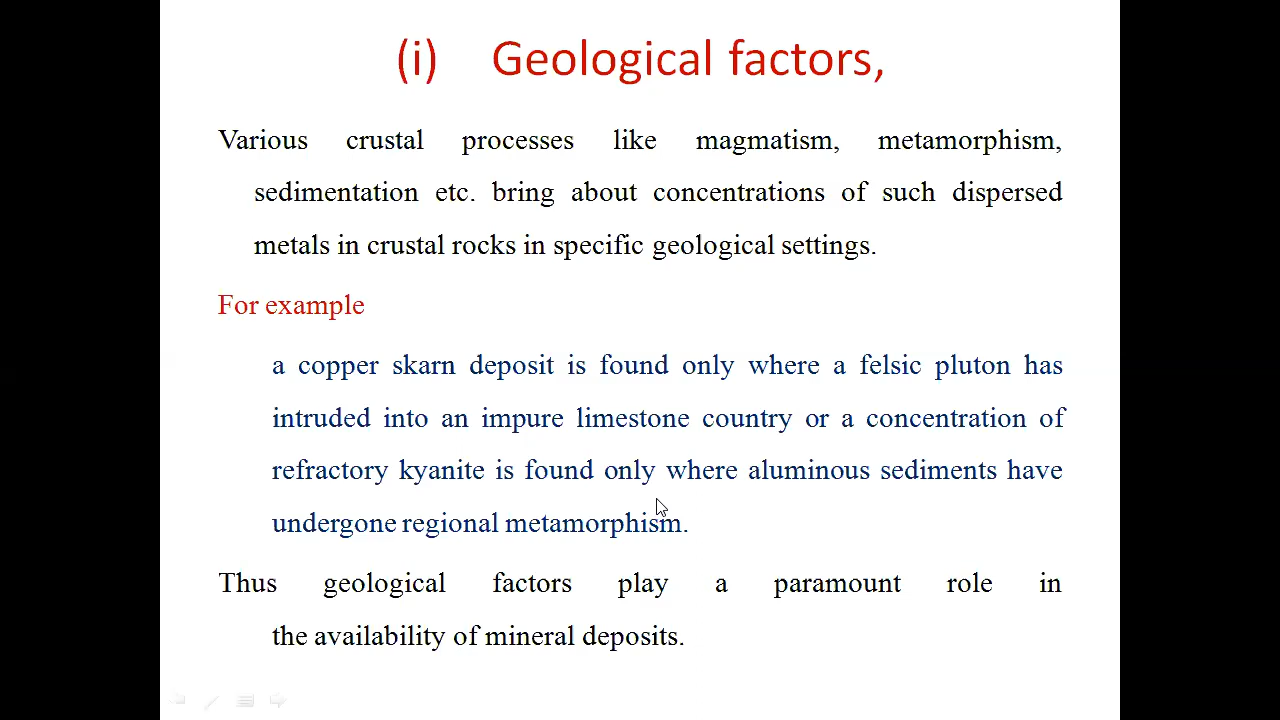 (i) Geological factors,
Various crustal processes like magmatism, metamorphism,
sedimentation etc. bring about concentrations of such dispersed
metals in crustal rocks in specific geological settings.
For example
a copper skarn deposit is found only where a felsic pluton has
intruded into an impure limestone country or a concentration of
refractory kyanite is found only where aluminous sediments have
undergone regional metamorphism.
Thus geological factors play a paramount role in
the availability of mineral deposits.